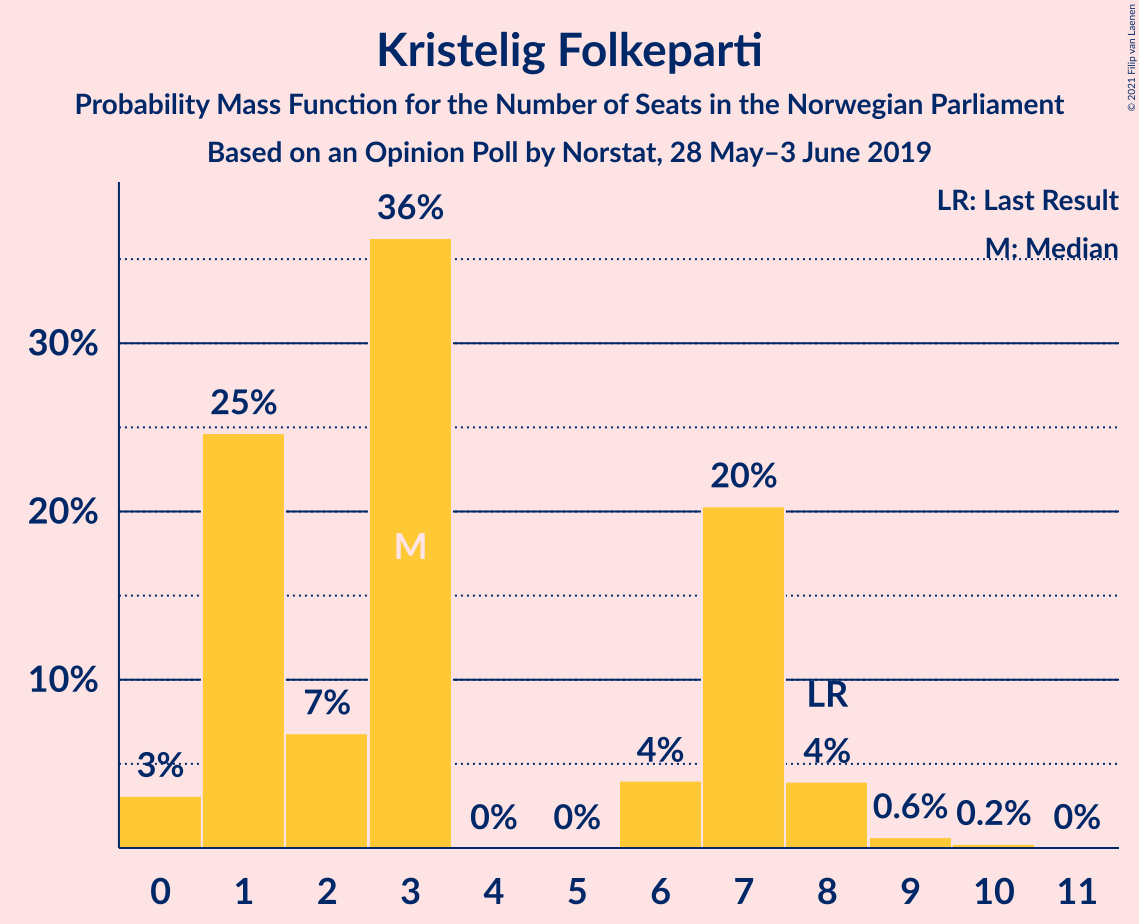 Kristelig Folkeparti
Probability Mass Function for the Number of Seats in the Norwegian Parliament
Based on an Opinion Poll by Norstat, 28 May–3 June 2019
© 2021 Filip van Laenen
LR: Last Result
M: Median
36%
30%
25%
20%
20%
M
10%
LR
7%
3%
4%
4%
0%
0%
0.6%
0.2%
0%
0 1 2 3 4 5 6 7 8 9 10 11